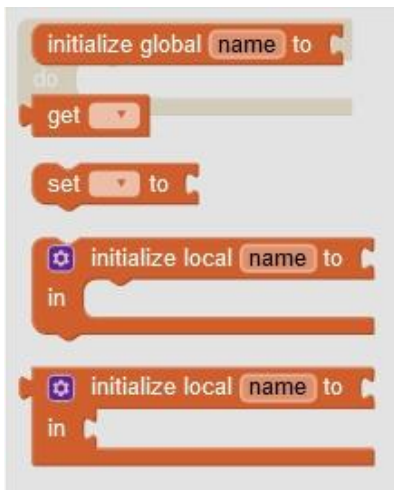 initialize global name to
do
get
set to
initialize local name to
in
initialize local name to
in